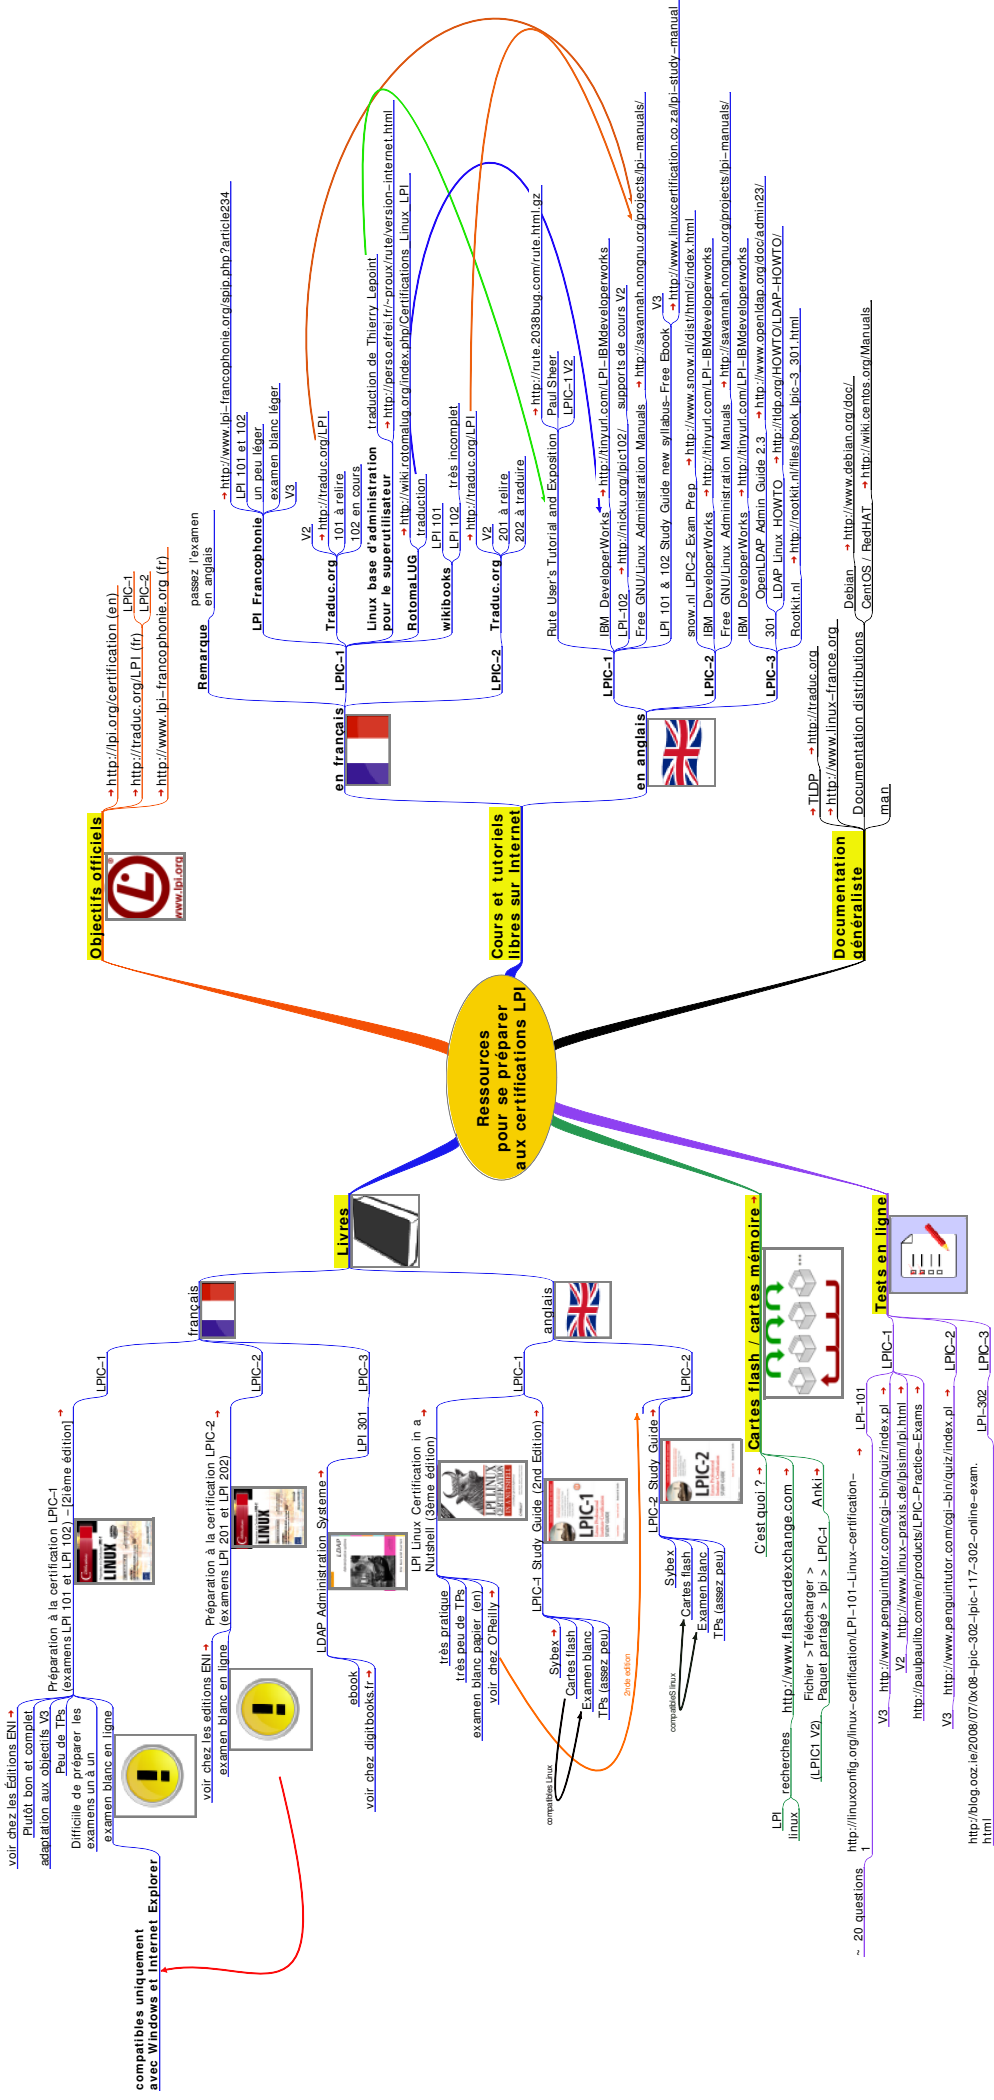 Ressources
pour se préparer
aux certifications LPI
Objectifs officiels
www.lpi.org
http://lpi.org/certification (en)
http://traduc.org/LPI (fr)
LPIC-1
LPIC-2
http://www.lpi-francophonie.org (fr)
Cours et tutoriels
libres sur Internet
en français
Remarque
passez l'examen
en anglais
LPIC-1
LPI Francophonie
http://www.lpi-francophonie.org/spip.php?article234
LPI 101 et 102
un peu léger
examen blanc léger
V3
Traduc.org
V2
http://traduc.org/LPI
101 à relire
102 en cours
Linux base d'administration
pour le superutilisateur
traduction de Thierry Lepoint
http://perso.efrei.fr/~proux/rute/version-internet.html
RotomaLUG
http://wiki.rotomalug.org/index.php/Certifications_Linux_LPI
traduction
wikibooks
LPI 101
LPI 102
très incomplet
LPIC-2
Traduc.org
http://traduc.org/LPI
V2
201 à relire
202 à traduire
en anglais
LPIC-1
Rute User's Tutorial and Exposition
http://rute.2038bug.com/rute.html.gz
Paul Sheer
LPIC-1 V2
IBM DeveloperWorks
http://tinyurl.com/LPI-IBMdeveloperworks
LPI-102
http://nicku.org/lpic102/
supports de cours V2
Free GNU/Linux Administration Manuals
http://savannah.nongnu.org/projects/lpi-manuals/
LPI 101 & 102 Study Guide new syllabus-Free Ebook
V3
http://www.linuxcertification.co.za/lpi-study-manual
LPIC-2
snow.nl LPIC-2 Exam Prep
http://www.snow.nl/dist/htmlc/index.html
IBM DeveloperWorks
http://tinyurl.com/LPI-IBMdeveloperworks
Free GNU/Linux Administration Manuals
http://savannah.nongnu.org/projects/lpi-manuals/
LPIC-3
IBM DeveloperWorks
http://tinyurl.com/LPI-IBMdeveloperworks
301
OpenLDAP Admin Guide 2.3
http://www.openldap.org/doc/admin23/
LDAP Linux HOWTO
http://tldp.org/HOWTO/LDAP-HOWTO/
Rootkit.nl
http://rootkit.nl/files/book_lpic-3_301.html
Documentation
généraliste
TLDP
http://traduc.org
http://www.linux-france.org
Documentation distributions
Debian
http://www.debian.org/doc/
CentOS / RedHAT
http://wiki.centos.org/Manuals
man
Livres
français
LPIC-1
Préparation à la certification LPIC-1
(examens LPI 101 et LPI 102) - [2ième édition]
LINUX
voir chez les Éditions ENI
Plutôt bon et complet
adaptation aux objectifs V3
Peu de TPs
Difficiile de préparer les
examens un à un
examen blanc en ligne
compatibles uniquement
avec Windows et Internet Explorer
LPIC-2
Préparation à la certification LPIC-2
(examens LPI 201 et LPI 202)
LINUX
voir chez les editions ENI
examen blanc en ligne
LPIC-3
LPI 301
LDAP Administration Système
LDAP
ebook
voir chez digitbooks.fr
anglais
LPIC-1
LPI Linux Certification in a
Nutshell (3ème édition)
très pratique
très peu de TPs
examen blanc papier (en)
voir chez O'Reilly
2nde edition
LPIC-1 Study Guide (2nd Edition)
LPIC-1
Sybex
Cartes flash
Examen blanc
TPs (assez peu)
compatibles Linux
LPIC-2
LPIC-2 Study Guide
LPIC-2
Sybex
Cartes flash
Examen blanc
TPs (assez peu)
compatibleS linux
Cartes flash / cartes mémoire
C'est quoi ?
http://www.flashcardexchange.com
recherches
LPI
linux
Anki
Fichier > Télécharger >
Paquet partagé > lpi > LPIC-1
(LPIC1 V2)
Tests en ligne
LPIC-1
LPI-101
http://linuxconfig.org/linux-certification/LPI-101-Linux-certification-
1
~ 20 questions
http://www.penguintutor.com/cgi-bin/quiz/index.pl
V3
http://www.linux-praxis.de/lpisim/lpi.html
V2
http://paulpaulito.com/en/products/LPIC-Practice-Exams
LPIC-2
http://www.penguintutor.com/cgi-bin/quiz/index.pl
V3
LPIC-3
LPI-302
http://blog.ooz.ie/2008/07/0x08-lpic-302-lpic-117-302-online-exam.
html